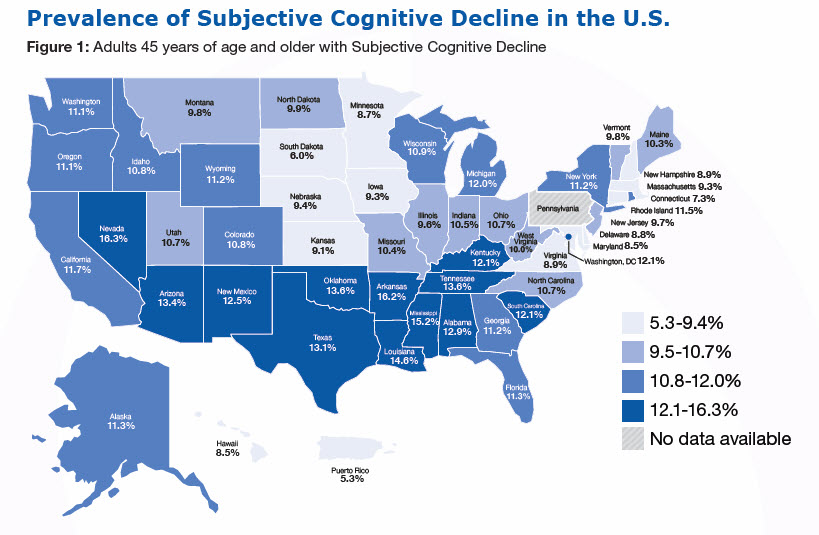 Prevalence of Subjective Cognitive Decline in the U.S.
Figure 1: Adults 45 years of age and older with Subjective Cognitive Decline
Washington
11.1%
Montana
9.8%
North Dakota
9.9%
Minnesota
8.7%
Vermont
9.8%
Maine
10.3%
Oregon
11.1%
Idaho
10.8%
Wyoming
11.2%
South Dakota
6.0%
Wisconsin
10.9%
Michigan
12.0%
New York
11.2%
New Hampshire 8.9%
Massachusetts 9.3%
Connecticut 7.3%
Rhode Island 11.5%
New Jersey 9.7%
Delaware 8.8%
Maryland 8.5%
Washington, DC 12.1%
Nevada
16.3%
Utah
10.7%
Colorado
10.8%
Nebraska
9.4%
Iowa
9.3%
Illinois
9.6%
Indiana
10.5%
Ohio
10.7%
Pennsylvania
West
Virginia
10.0%
Virginia
8.9%
California
11.7%
Kansas
9.1%
Missouri
10.4%
Kentucky
12.1%
North Carolina
10.7%
Arizona
13.4%
New Mexico
12.5%
Oklahoma
13.6%
Arkansas
16.2%
Tennessee
13.6%
South Carolina
12.1%
Texas
13.1%
Louisiana
14.6%
Mississippi
15.2%
Alabama
12.9%
Georgia
11.2%
Florida
11.3%
Alaska
11.3%
Hawaii
8.5%
Puerto Rico
5.3%
5.3-9.4%
9.5-10.7%
10.8-12.0%
12.1-16.3%
No data available